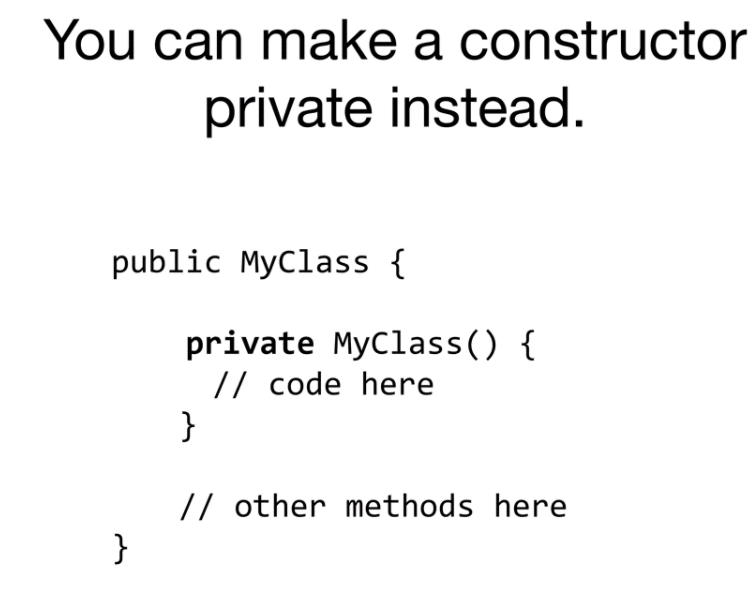 You can make a constructor
private instead.
public MyClass {
private MyClass() {
// code here
}
// other methods here
}